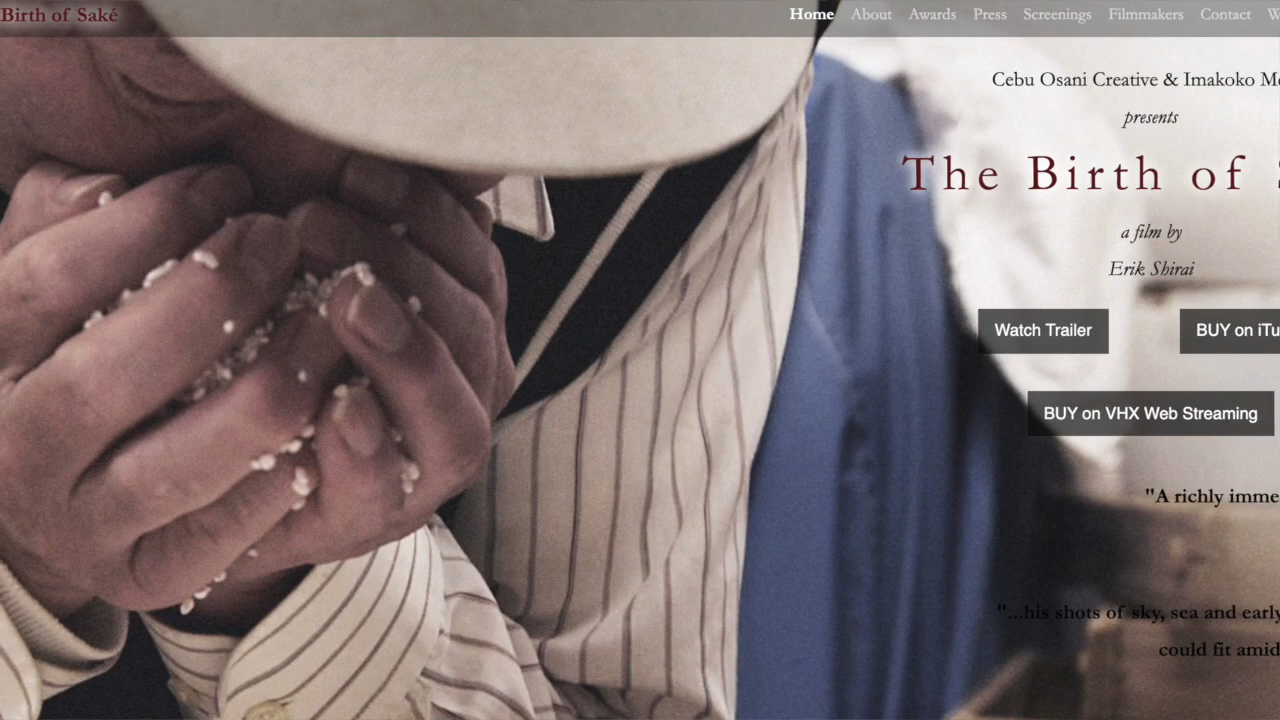 Birth of Saké
Home About Awards Press Screenings Filmmakers Contact
Cebu Osani Creative & Imakoko
presents
The Birth of
a film by
Erik Shirai
Watch Trailer BUY on
BUY on VHX Web Streaming
"A richly
"...his shots of sky, sea and early
could fit